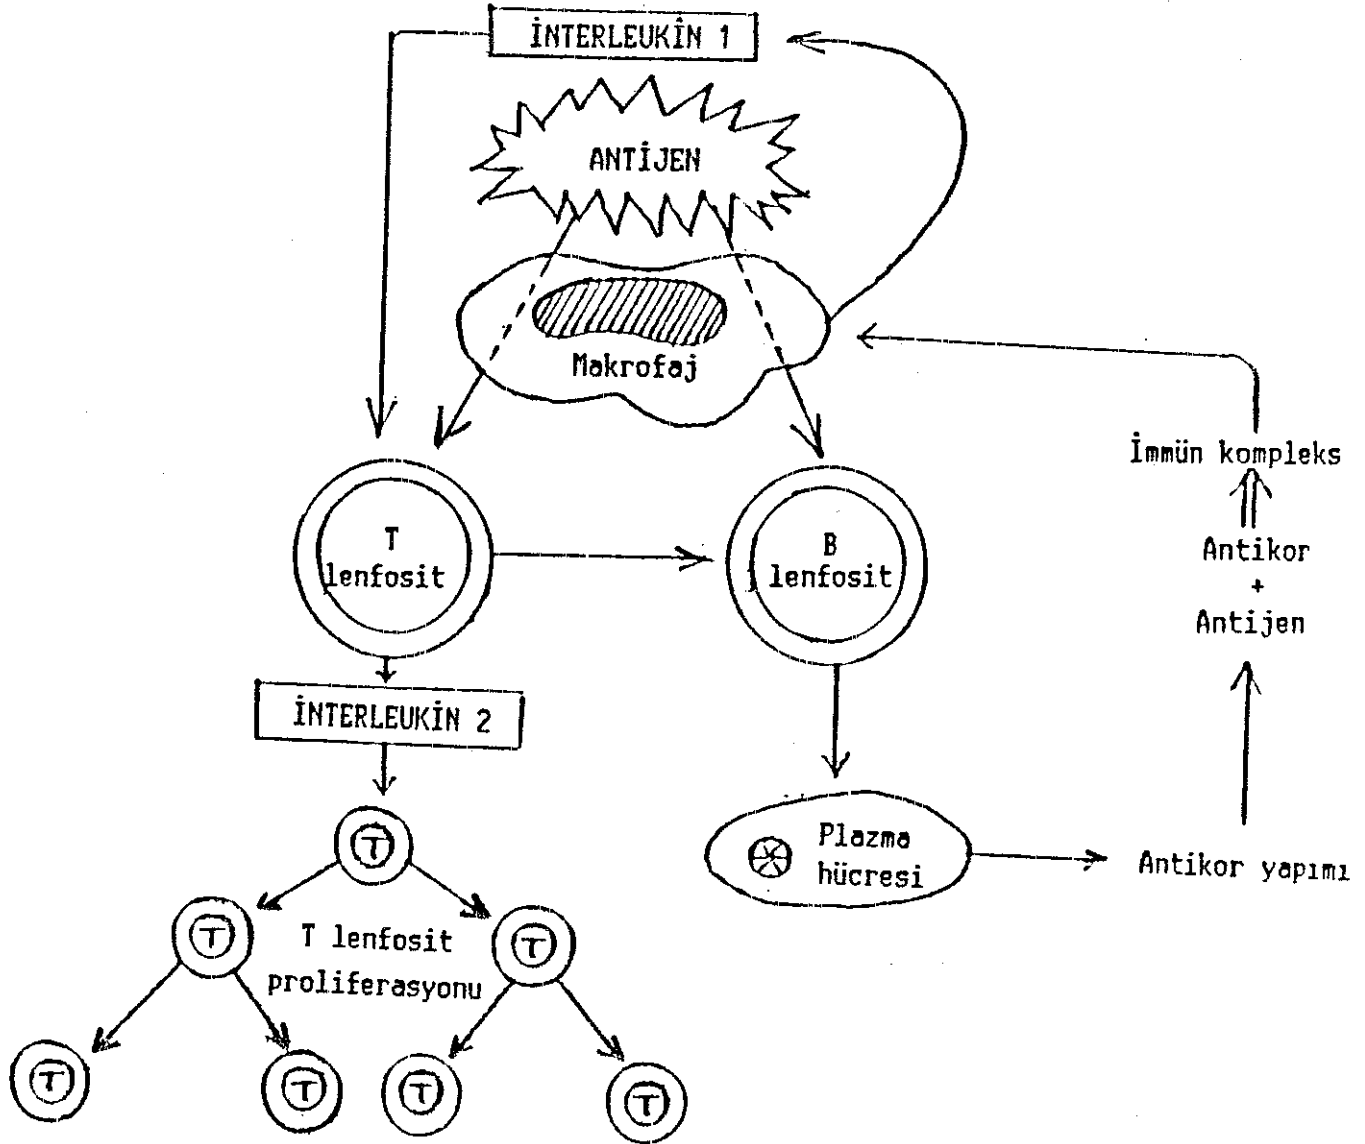 İNTERLEUKİN 1
ANTİJEN
Makrofaj
İmmün kompleks
Antikor
+
Antijen
T
lenfosit
B
lenfosit
İNTERLEUKİN 2
Plazma
hücresi
Antikor yapımı
T
T lenfosit
proliferasyonu
T
T
T
T
T
T